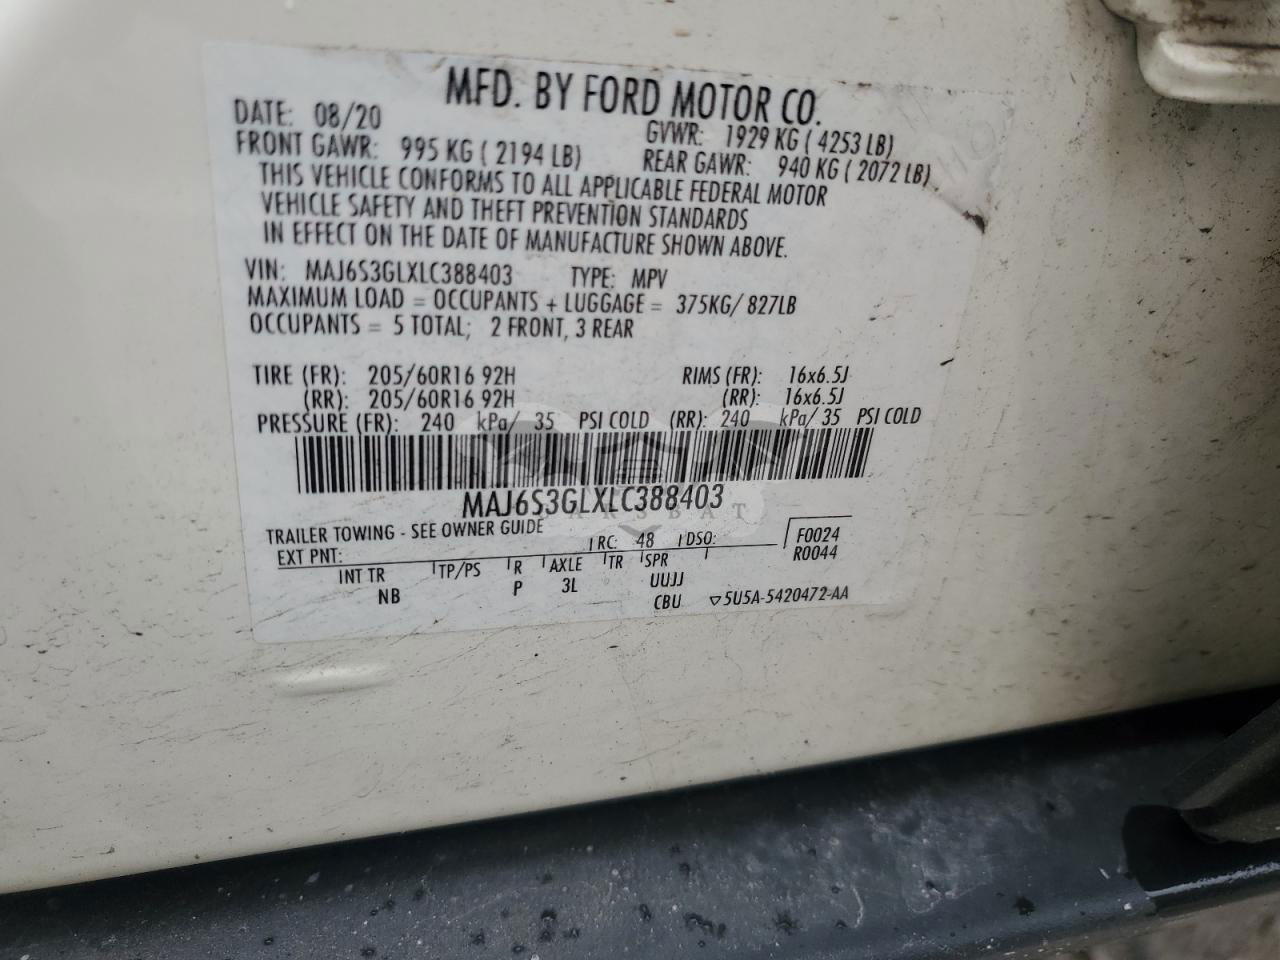 MFD. BY FORD MOTOR CO.
DATE: 08/20 GVWR: 1929 KG ( 4253 LB)
FRONT GAWR: 995 KG ( 2194 LB) REAR GAWR: 940 KG ( 2072 LB)
THIS VEHICLE CONFORMS TO ALL APPLICABLE FEDERAL MOTOR
VEHICLE SAFETY AND THEFT PREVENTION STANDARDS
IN EFFECT ON THE DATE OF MANUFACTURE SHOWN ABOVE.
VIN: MAJ6S3GLXLC388403 TYPE: MPV
MAXIMUM LOAD = OCCUPANTS + LUGGAGE = 375KG/ 827LB
OCCUPANTS = 5 TOTAL; 2 FRONT, 3 REAR
TIRE (FR): 205/60R16 92H RIMS (FR): 16x6.5J
(RR): 205/60R16 92H (RR): 16x6.5J
PRESSURE (FR): 240 kPa/ 35 PSI COLD (RR): 240 kPa/ 35 PSI COLD
MAJ6S3GLXLC388403
TRAILER TOWING - SEE OWNER GUIDE
EXT PNT: RC: 48 DSO: F0024
R0044
INT TR TP/PS R AXLE TR SPR
NB P 3L UUJJ
CBU ▽5U5A-5420472-AA